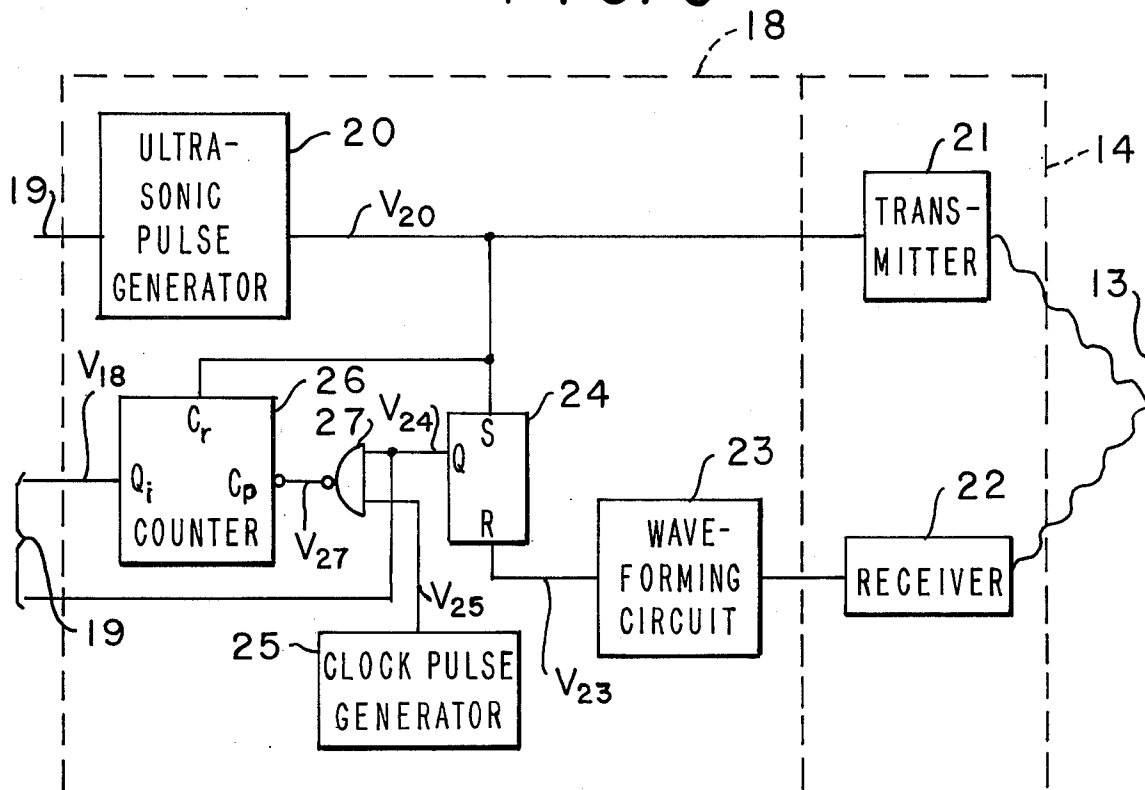 18
20
ULTRA-
SONIC
PULSE
GENERATOR
19
V20
21
TRANS-
MITTER
14
13
V18
26
27
V24
24
Cr
Qi
Cp
COUNTER
V27
Q
S
R
23
WAVE-
FORMING
CIRCUIT
22
RECEIVER
19
V25
25
CLOCK PULSE
GENERATOR
V23